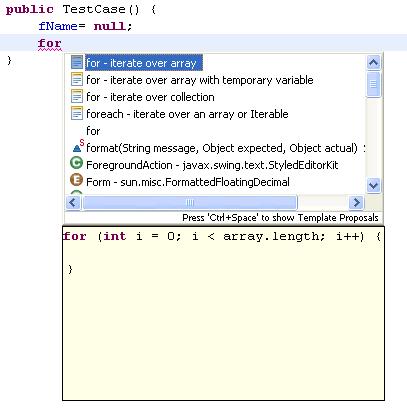 public TestCase() {
fName= null;
for
}
for - iterate over array
for - iterate over array with temporary variable
for - iterate over collection
foreach - iterate over an array or Iterable
for
format(String message, Object expected, Object actual)
ForegroundAction - javax.swing.text.StyledEditorKit
Form - sun.misc.FormattedFloatingDecimal
Press 'Ctrl+Space' to show Template Proposals
for (int i = 0; i < array.length; i++) {
}